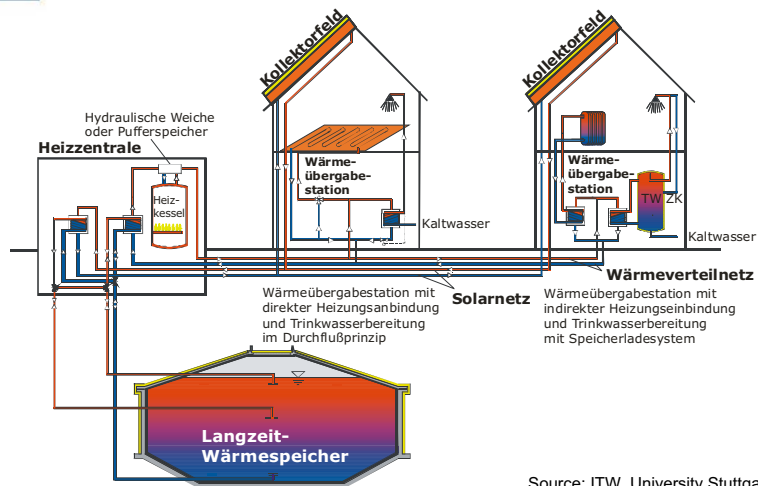 Kollektorfeld
Kollektorfeld
Hydraulische Weiche
oder Pufferspeicher
Heizzentrale
Heiz-
kessel
Wärme-
übergabe-
station
Kaltwasser
Wärme-
übergabe-
station
TW ZK
Kaltwasser
Wärmeverteilnetz
Solarnetz
Wärmeübergabestation mit
direkter Heizungsanbindung
und Trinkwasserbereitung
im Durchflußprinzip
Wärmeübergabestation mit
indirekter Heizungseinbindung
und Trinkwasserbereitung
mit Speicherladesystem
Langzeit-
Wärmespeicher
Source: ITW, University Stuttga